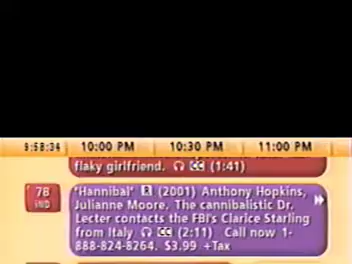 9:58:34 10:00 PM 10:30 PM 11:00 PM
flaky girlfriend. CC (1:41)
78 "Hannibal" R (2001) Anthony Hopkins,
IND Julianne Moore. The cannibalistic Dr.
Lecter contacts the FBI's Clarice Starling
from Italy CC (2:11) Call now 1-
888-824-8264. $3.99 +Tax